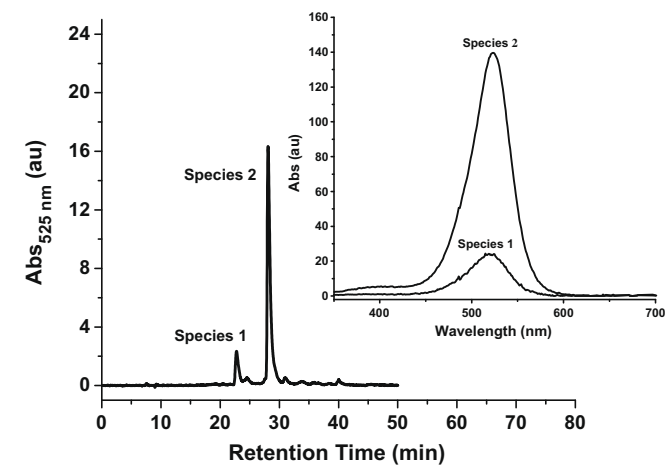 24
20
16
12
8
4
0
Abs525 nm (au)
Species 2
Species 1
0 10 20 30 40 50 60 70 80
Retention Time (min)
160
140
120
100
80
60
40
20
0
Abs (au)
Species 2
Species 1
400 500 600 700
Wavelength (nm)